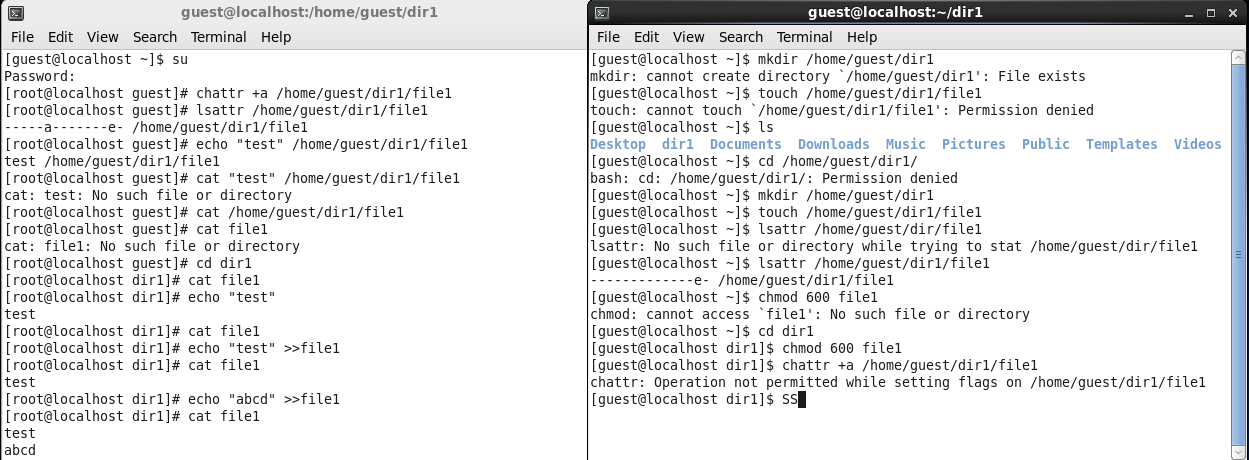 guest@localhost:/home/guest/dir1
File Edit View Search Terminal Help
[guest@localhost ~]$ su
Password:
[root@localhost guest]# chattr +a /home/guest/dir1/file1
[root@localhost guest]# lsattr /home/guest/dir1/file1
-----a-------e- /home/guest/dir1/file1
[root@localhost guest]# echo "test" /home/guest/dir1/file1
test /home/guest/dir1/file1
[root@localhost guest]# cat "test" /home/guest/dir1/file1
cat: test: No such file or directory
[root@localhost guest]# cat /home/guest/dir1/file1
[root@localhost guest]# cat file1
cat: file1: No such file or directory
[root@localhost guest]# cd dir1
[root@localhost dir1]# cat file1
[root@localhost dir1]# echo "test"
test
[root@localhost dir1]# cat file1
[root@localhost dir1]# echo "test" >>file1
[root@localhost dir1]# cat file1
test
[root@localhost dir1]# echo "abcd" >>file1
[root@localhost dir1]# cat file1
test
abcd
guest@localhost:~/dir1
File Edit View Search Terminal Help
[guest@localhost ~]$ mkdir /home/guest/dir1
mkdir: cannot create directory `/home/guest/dir1': File exists
[guest@localhost ~]$ touch /home/guest/dir1/file1
touch: cannot touch `/home/guest/dir1/file1': Permission denied
[guest@localhost ~]$ ls
Desktop dir1 Documents Downloads Music Pictures Public Templates Videos
[guest@localhost ~]$ cd /home/guest/dir1/
bash: cd: /home/guest/dir1/: Permission denied
[guest@localhost ~]$ mkdir /home/guest/dir1
[guest@localhost ~]$ touch /home/guest/dir1/file1
[guest@localhost ~]$ lsattr /home/guest/dir/file1
lsattr: No such file or directory while trying to stat /home/guest/dir/file1
[guest@localhost ~]$ lsattr /home/guest/dir1/file1
-------------e- /home/guest/dir1/file1
[guest@localhost ~]$ chmod 600 file1
chmod: cannot access `file1': No such file or directory
[guest@localhost ~]$ cd dir1
[guest@localhost dir1]$ chmod 600 file1
[guest@localhost dir1]$ chattr +a /home/guest/dir1/file1
chattr: Operation not permitted while setting flags on /home/guest/dir1/file1
[guest@localhost dir1]$ SS